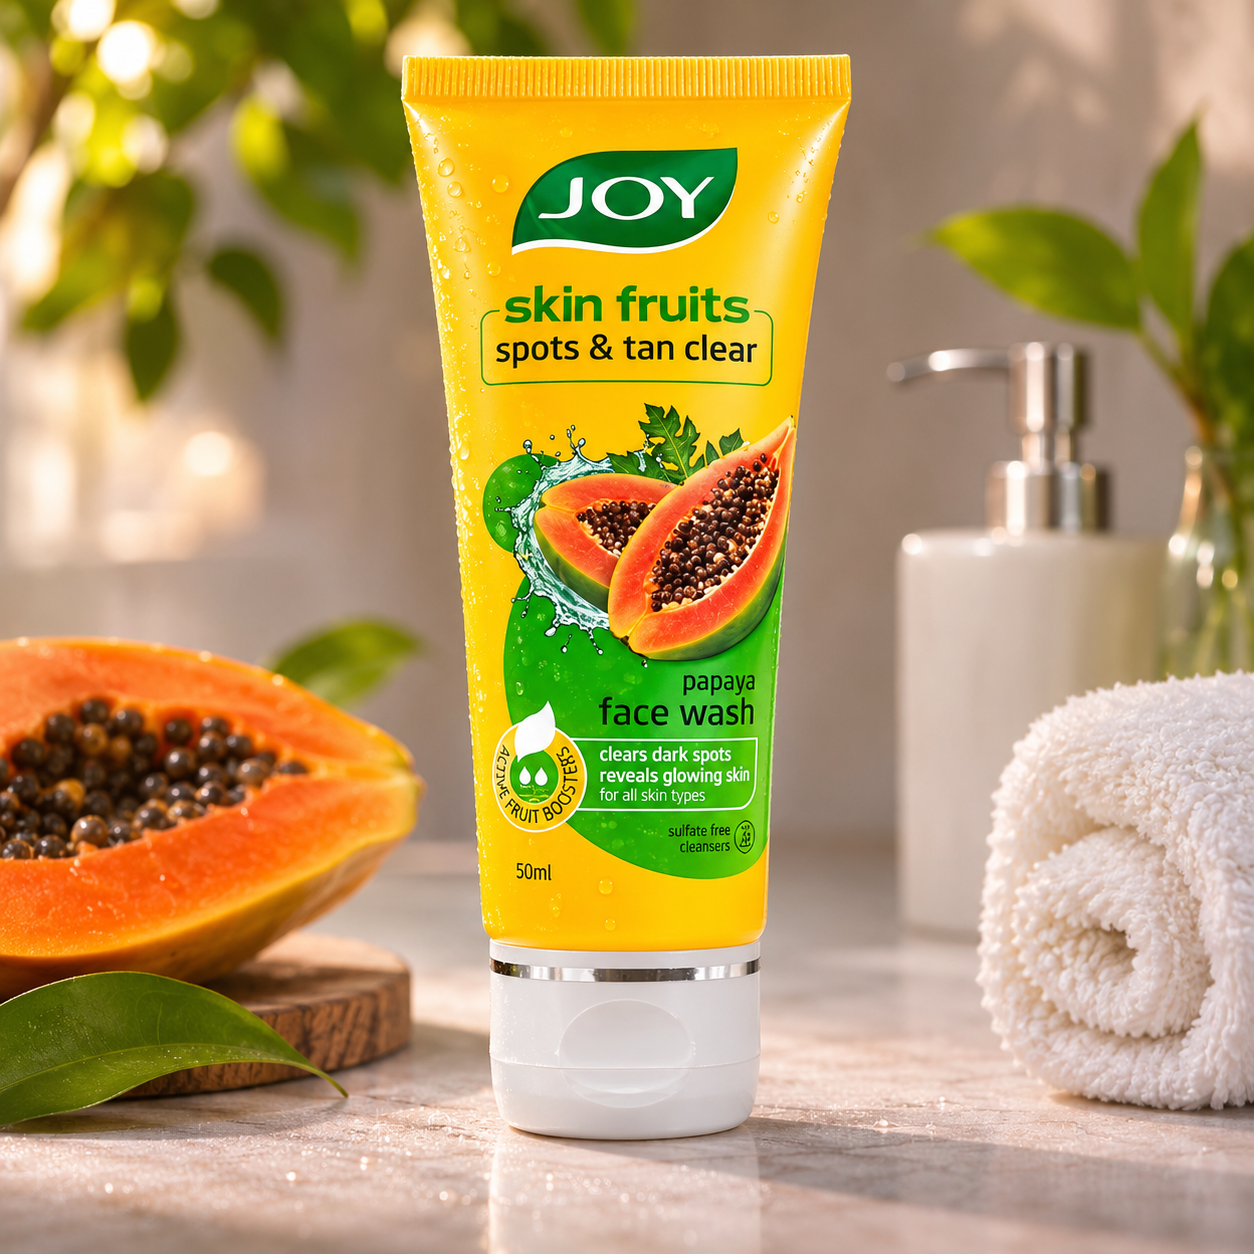 JOY
skin fruits
spots & tan clear
papaya
face wash
clears dark spots
reveals glowing skin
for all skin types
ACTIVE FRUIT BOOSTERS
sulfate free
cleansers
50ml